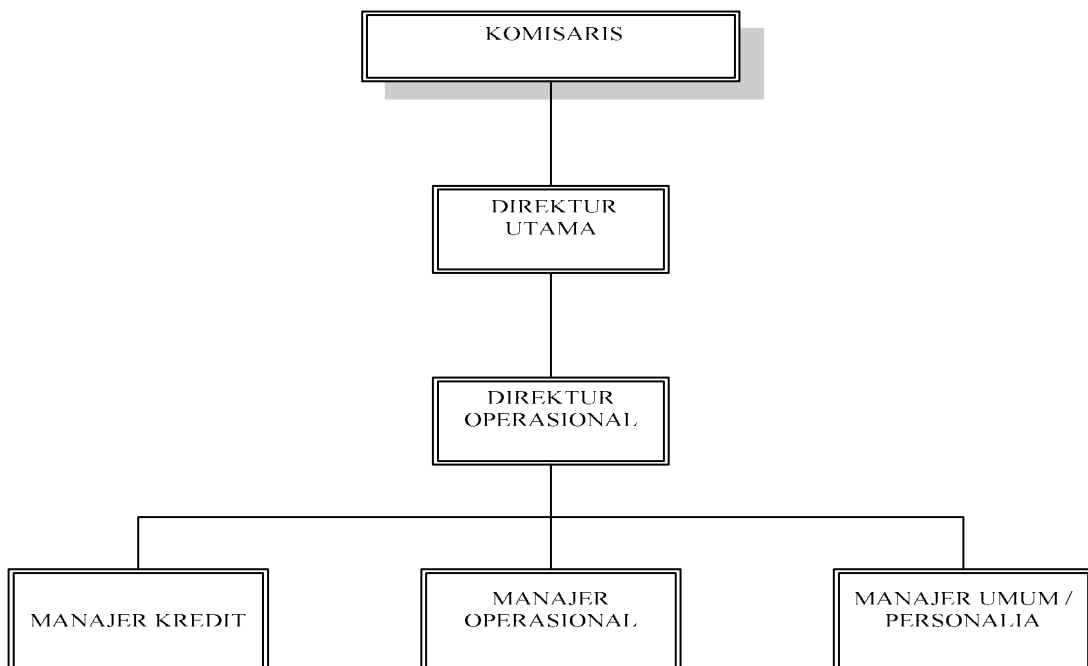 KOMISARIS
DIREKTUR
UTAMA
DIREKTUR
OPERASIONAL
MANAJER KREDIT
MANAJER
OPERASIONAL
MANAJER UMUM /
PERSONALIA